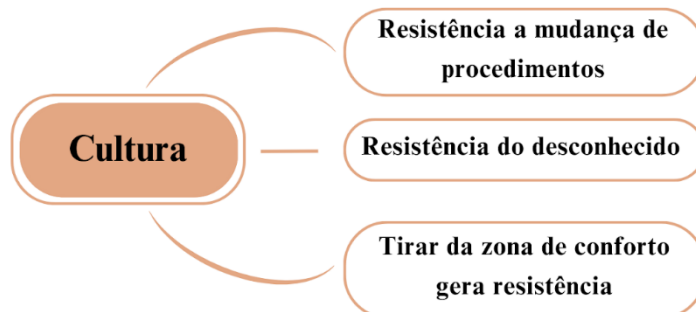 Cultura
Resistência a mudança de
procedimentos
Resistência do desconhecido
Tirar da zona de conforto
gera resistência